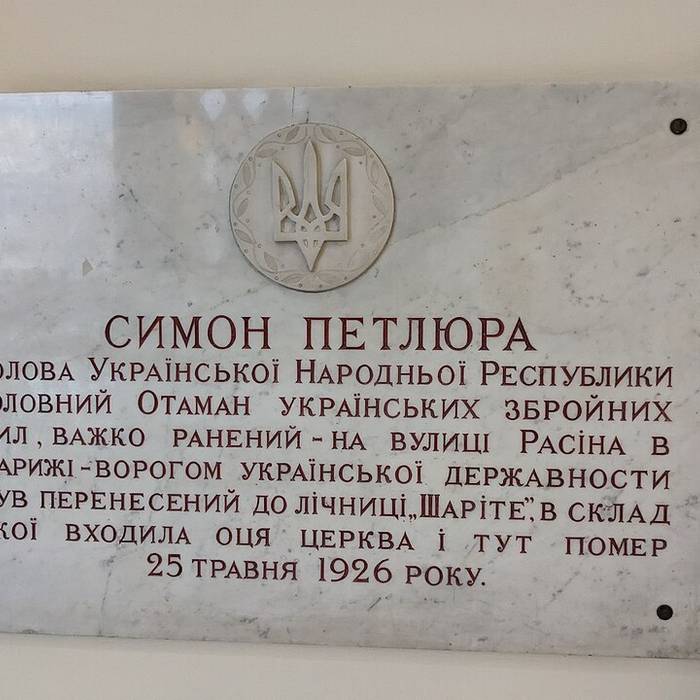 СИМОН ПЕТЛЮРА
ОЛОВА УКРАЇНСЬКОЇ НАРОДНЬОЇ РЕСПУБЛИКИ
ОЛОВНИЙ ОТАМАН УКРАЇНСЬКИХ ЗБРОЙНИХ
ИЛ, ВАЖКО РАНЕНИЙ - НА ВУЛИЦІ РАСІНА В
АРИЖІ - ВОРОГОМ УКРАЇНСЬКОЇ ДЕРЖАВНОСТИ
УВ ПЕРЕНЕСЕНИЙ ДО ЛІЧНИЦІ „ШАРІТЕ", В СКЛАД
КОЇ ВХОДИЛА ОЦЯ ЦЕРКВА І ТУТ ПОМЕР
25 ТРАВНЯ 1926 РОКУ.